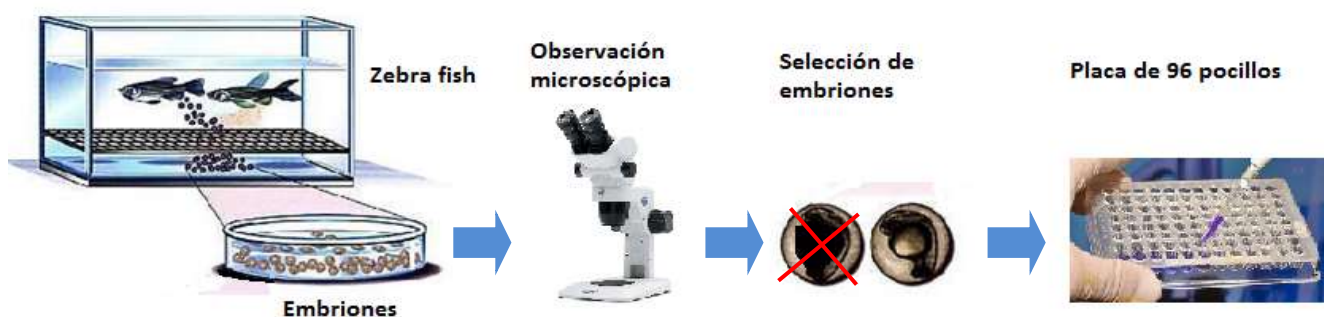 Zebra fish
Embriones
Observación
microscópica
Selección de
embriones
Placa de 96 pocillos